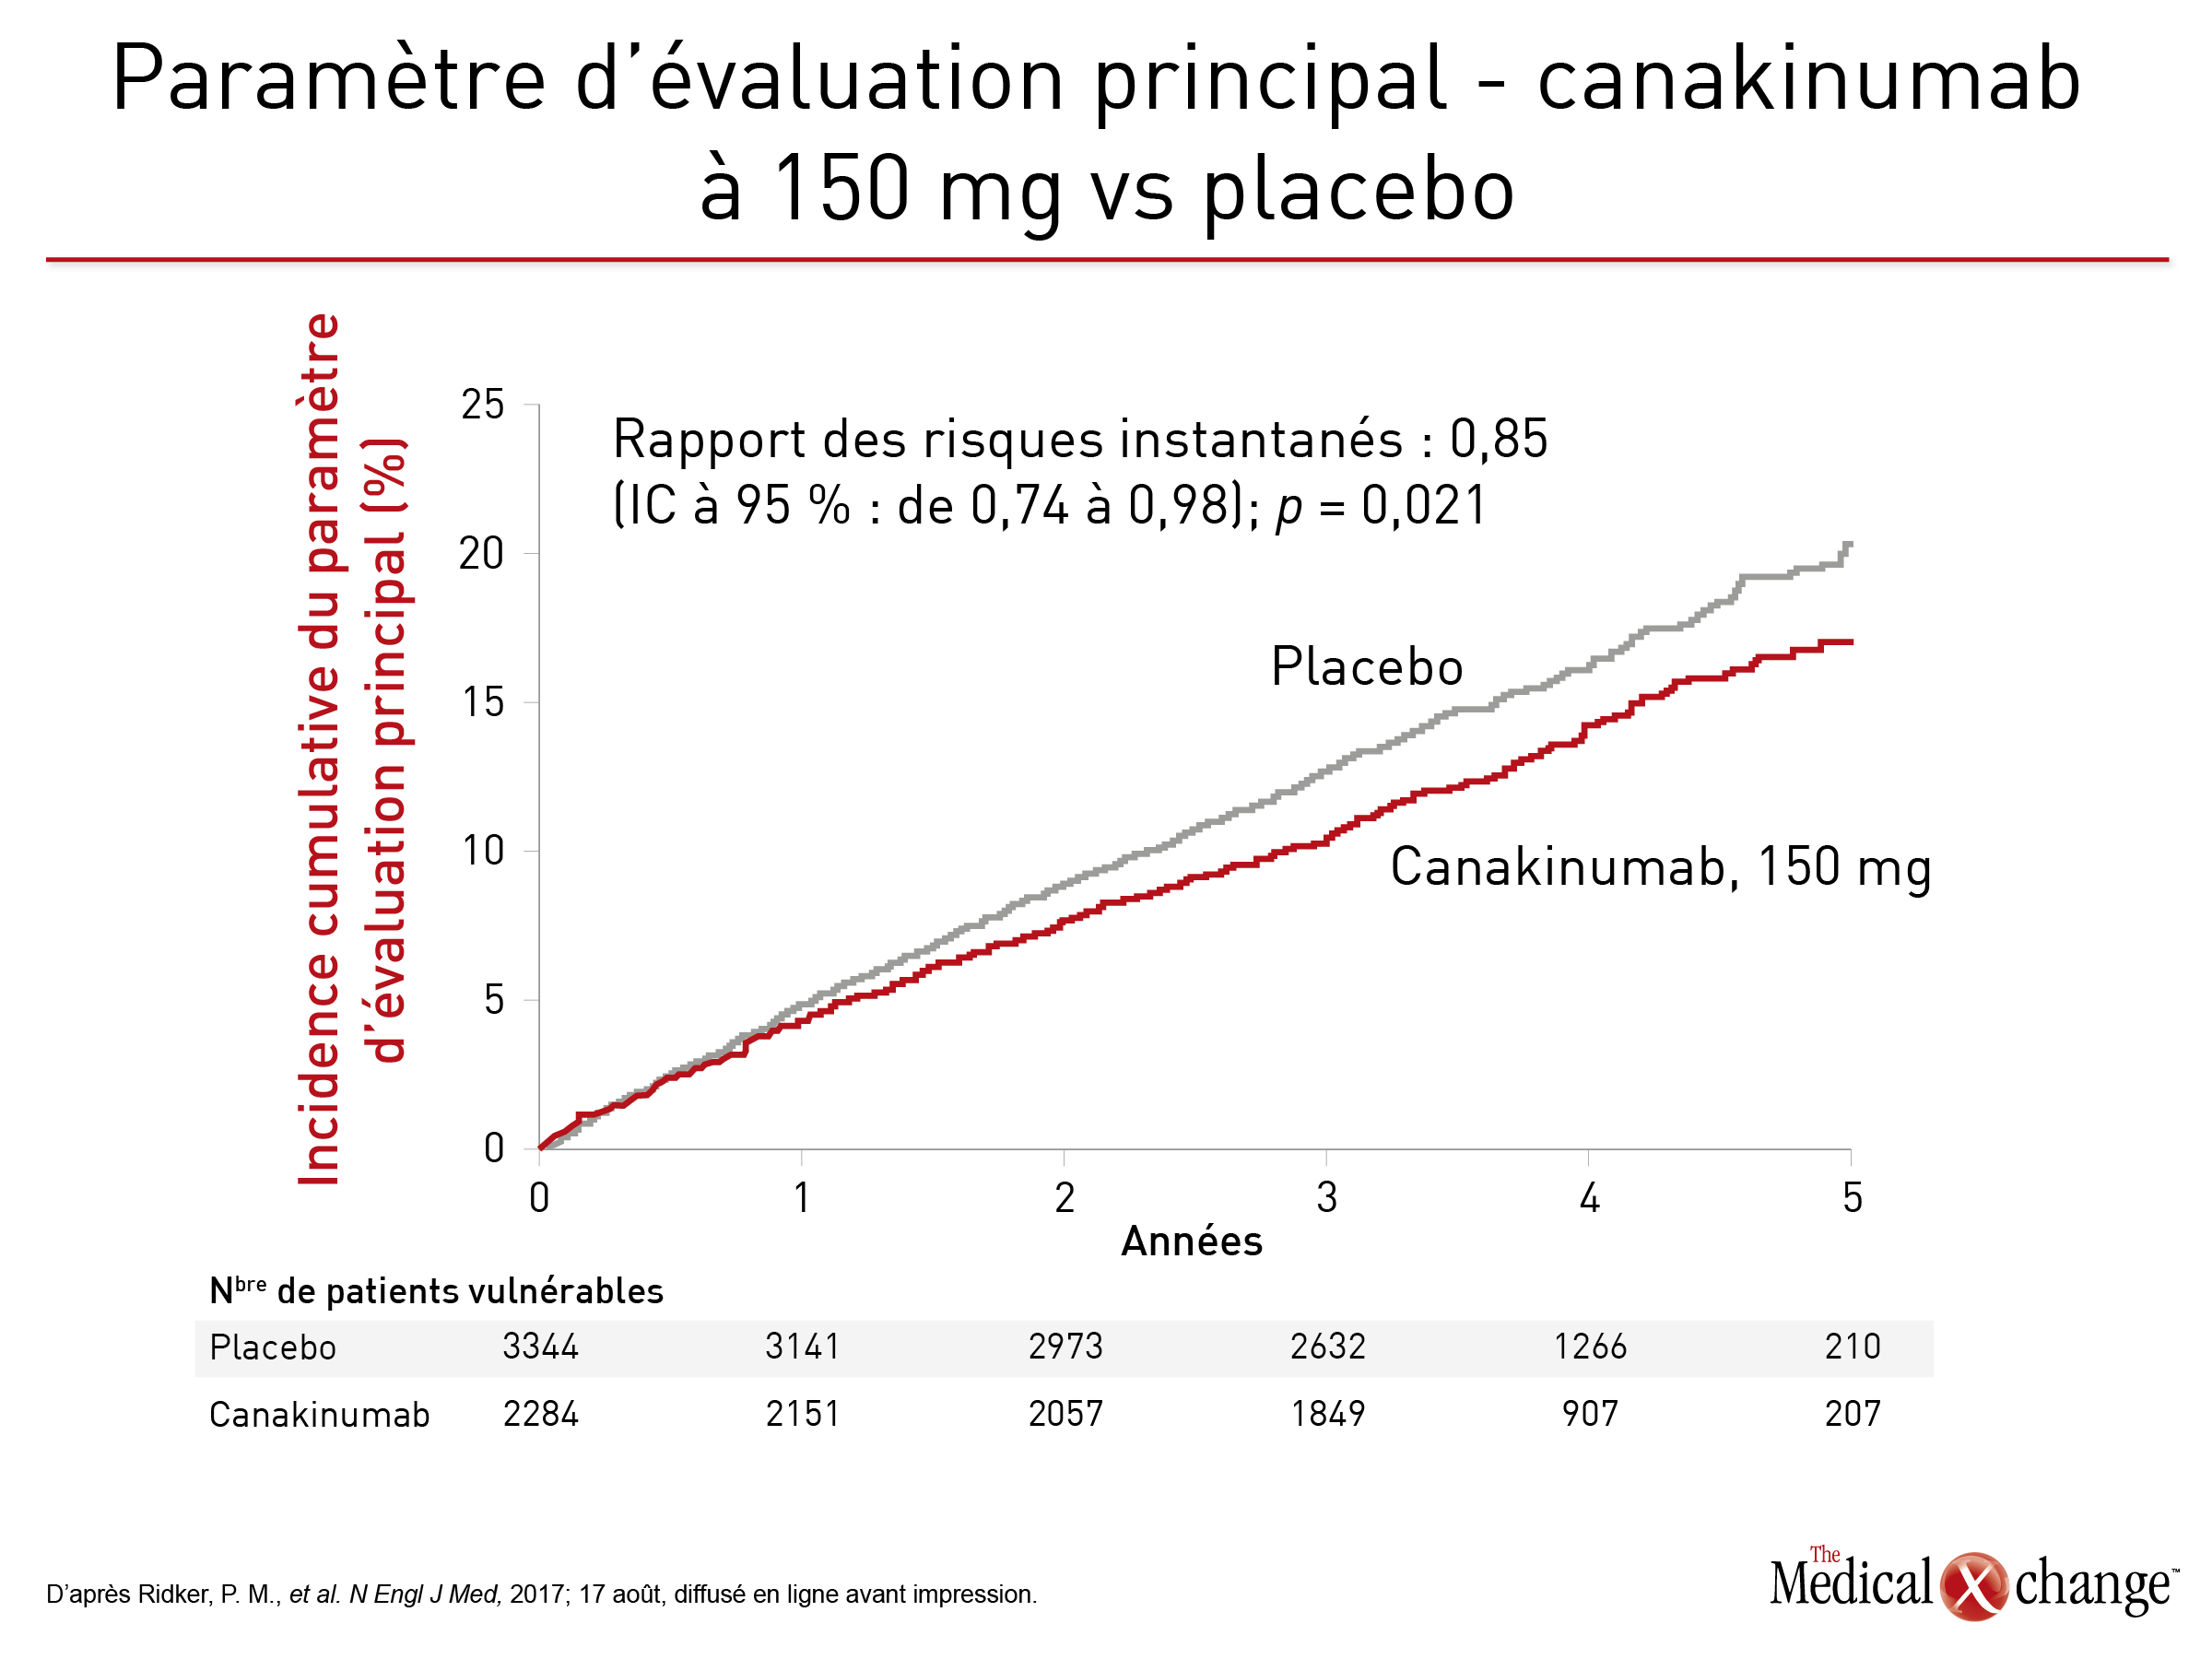 Paramètre d’évaluation principal - canakinumab
à 150 mg vs placebo
Incidence cumulative du paramètre
d’évaluation principal (%)
25
20
15
10
5
0
Rapport des risques instantanés : 0,85
(IC à 95 % : de 0,74 à 0,98); p = 0,021
Placebo
Canakinumab, 150 mg
0 1 2 3 4 5
Années
Nbre de patients vulnérables
Placebo 3344 3141 2973 2632 1266 210
Canakinumab 2284 2151 2057 1849 907 207
D’après Ridker, P. M., et al. N Engl J Med, 2017; 17 août, diffusé en ligne avant impression.
The
Medical Xchange™